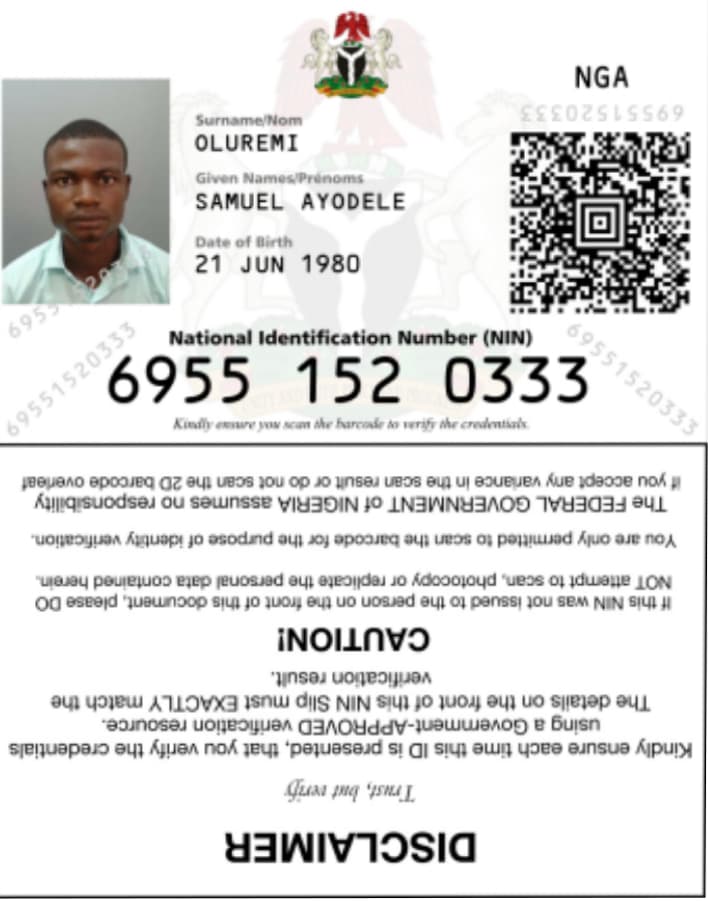 NGA
69551520333
Surname/Nom
OLUREMI
Given Names/Prénoms
SAMUEL AYODELE
Date of Birth
21 JUN 1980
69551520333
69551520333
National Identification Number (NIN)
6955 152 0333
69551520333
Kindly ensure you scan the barcode to verify the credentials.
DISCLAIMER
Trust, but verify
Kindly ensure each time this ID is presented, that you verify the credentials
using a Government-APPROVED verification resource.
The details on the front of this NIN Slip must EXACTLY match the
verification result.
CAUTION!
If this NIN was not issued to the person on the front of this document, please DO
NOT attempt to scan, photocopy or replicate the personal data contained herein.
You are only permitted to scan the barcode for the purpose of identity verification.
The FEDERAL GOVERNMENT of NIGERIA assumes no responsibility
if you accept any variance in the scan result or do not scan the 2D barcode overleaf